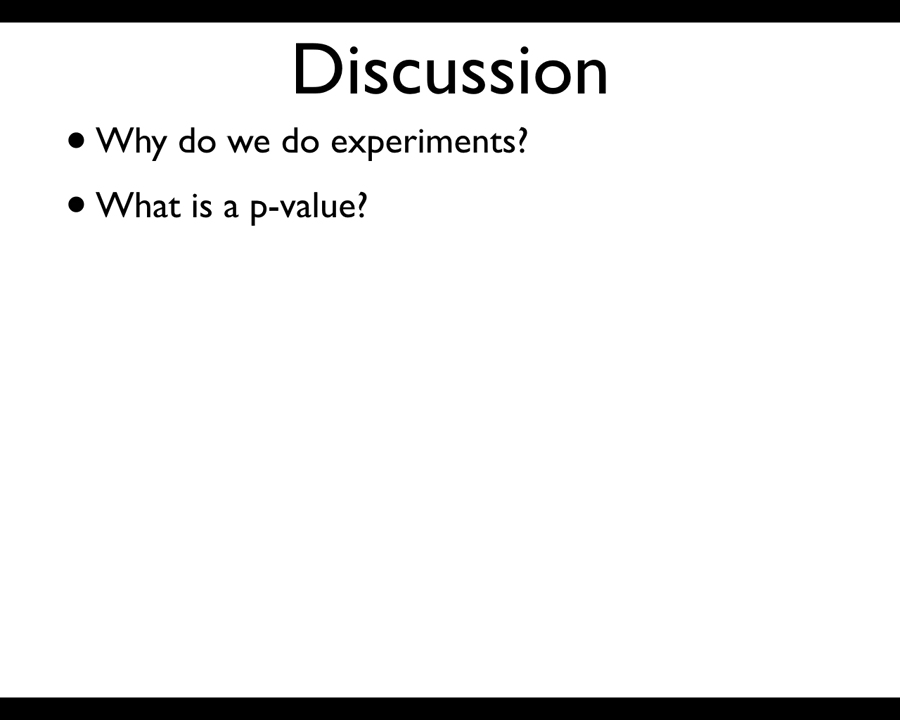 Discussion
• Why do we do experiments?
• What is a p-value?